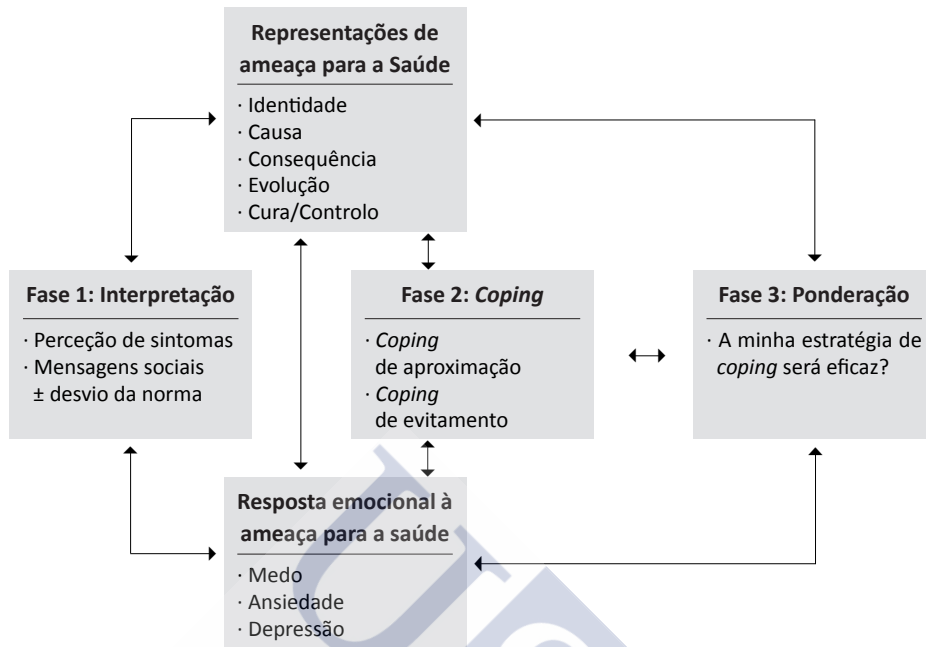 Representações de
ameaça para a Saúde
· Identidade
· Causa
· Consequência
· Evolução
· Cura/Controlo
Fase 1: Interpretação
· Perceção de sintomas
· Mensagens sociais
± desvio da norma
Fase 2: Coping
· Coping
de aproximação
· Coping
de evitamento
Fase 3: Ponderação
· A minha estratégia de
coping será eficaz?
Resposta emocional à
ameaça para a saúde
· Medo
· Ansiedade
· Depressão